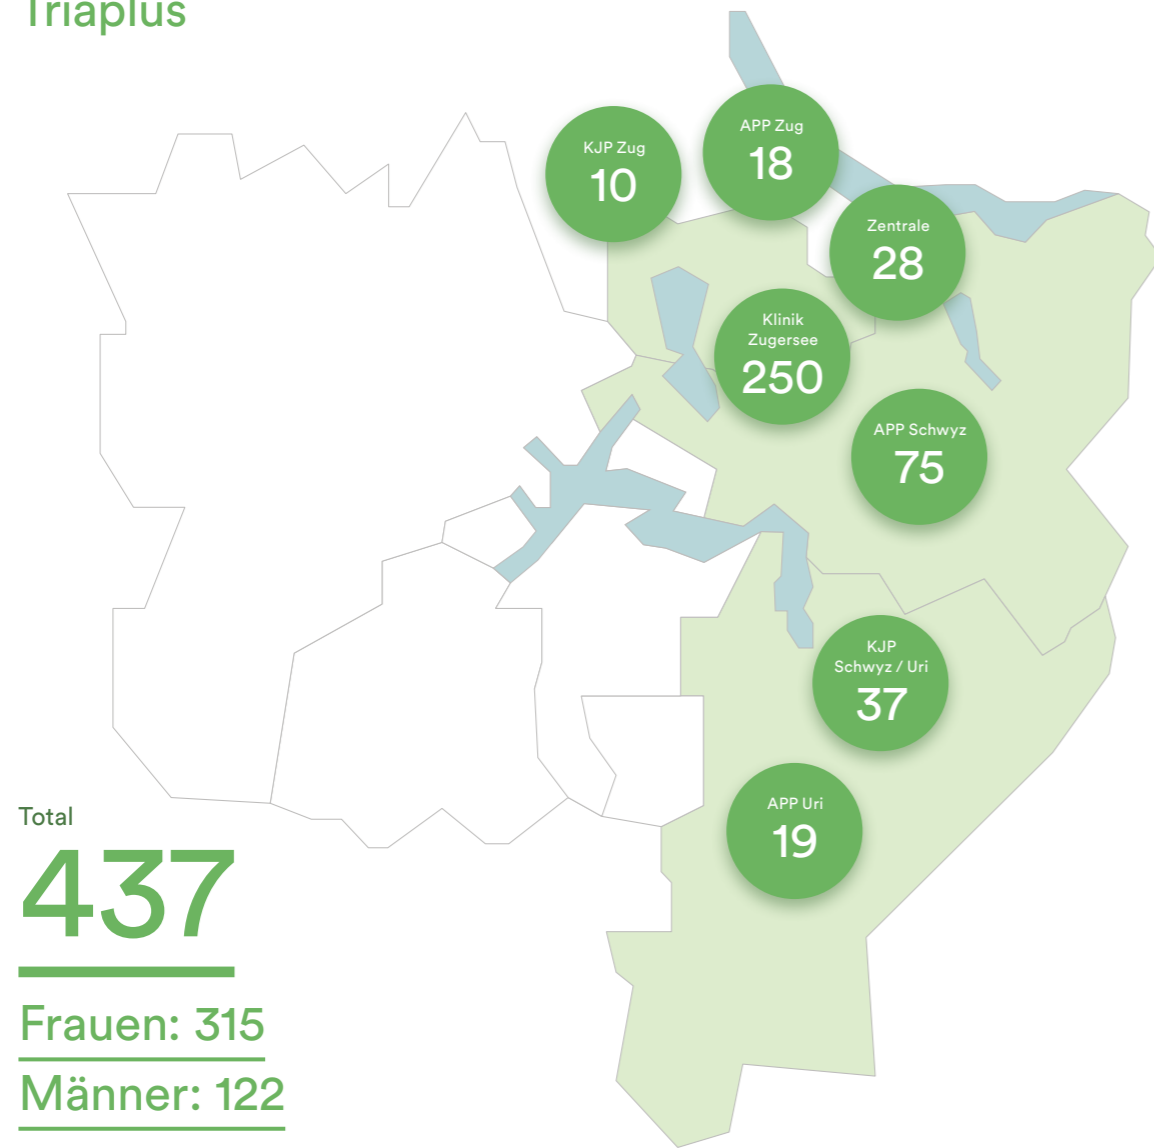 Triaplus
KJP Zug
10
APP Zug
18
Zentrale
28
Klinik
Zugersee
250
APP Schwyz
75
KJP
Schwyz / Uri
37
APP Uri
19
Total
437
Frauen: 315
Männer: 122